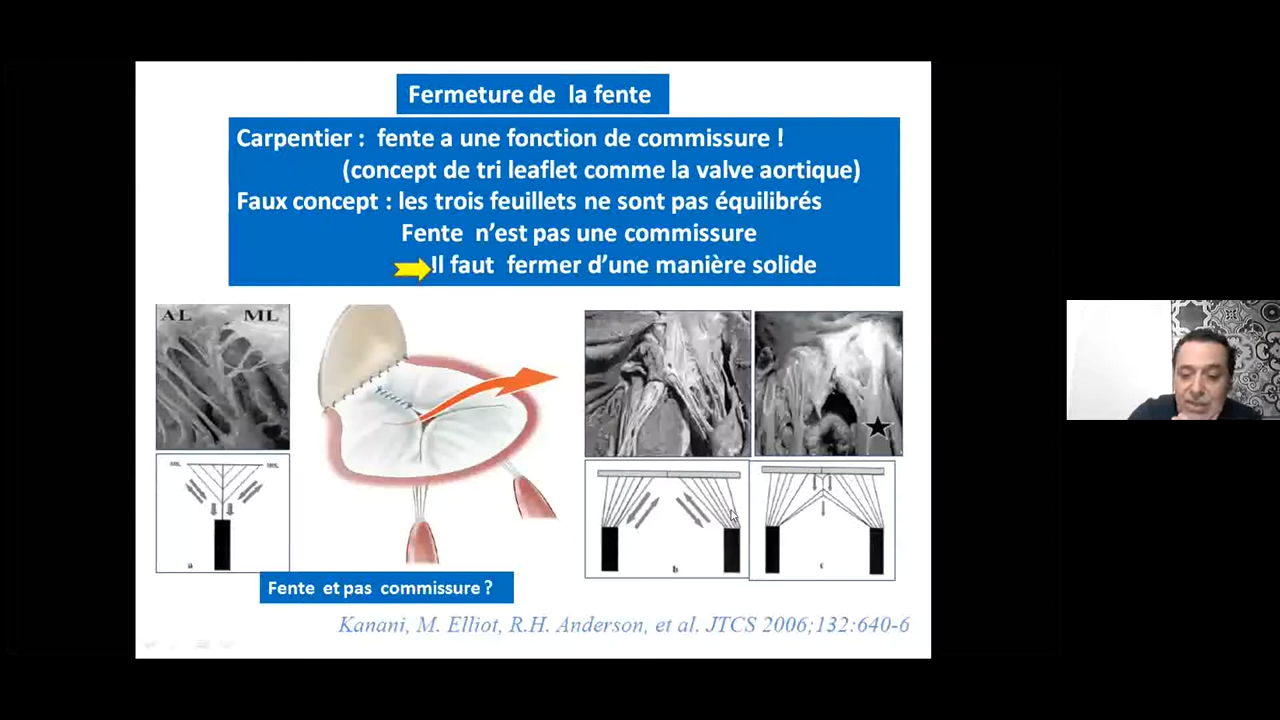 Fermeture de la fente
Carpentier : fente a une fonction de commissure !
(concept de tri leaflet comme la valve aortique)
Faux concept : les trois feuillets ne sont pas équilibrés
Fente n'est pas une commissure
Il faut fermer d'une manière solide
AL ML
a
b
c
Fente et pas commissure ?
Kanani, M. Elliot, R.H. Anderson, et al. JTCS 2006;132:640-6